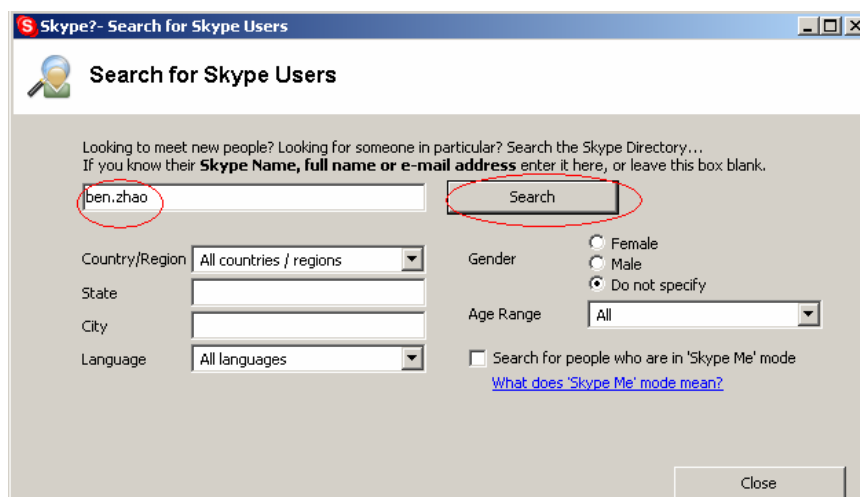 Skype?- Search for Skype Users
Search for Skype Users
Looking to meet new people? Looking for someone in particular? Search the Skype Directory...
If you know their Skype Name, full name or e-mail address enter it here, or leave this box blank.
ben.zhao
Search
Country/Region All countries / regions
State
City
Language All languages
Gender
Female
Male
Do not specify
Age Range All
Search for people who are in 'Skype Me' mode
What does 'Skype Me' mode mean?
Close